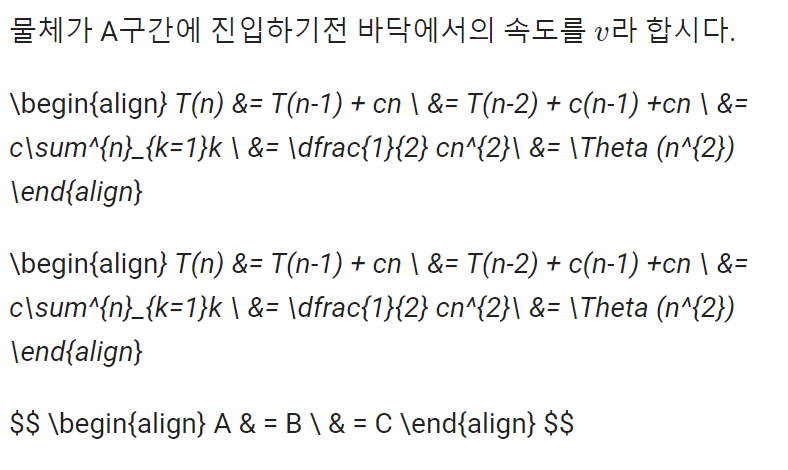 물체가 A구간에 진입하기전 바닥에서의 속도를 v라 합시다.
\begin{align} T(n) &= T(n-1) + cn \ &= T(n-2) + c(n-1) +cn \ &=
c\sum^{n}_{k=1}k \ &= \dfrac{1}{2} cn^{2}\ &= \Theta (n^{2})
\end{align}
\begin{align} T(n) &= T(n-1) + cn \ &= T(n-2) + c(n-1) +cn \ &=
c\sum^{n}_{k=1}k \ &= \dfrac{1}{2} cn^{2}\ &= \Theta (n^{2})
\end{align}
$$ \begin{align} A & = B \ & = C \end{align} $$